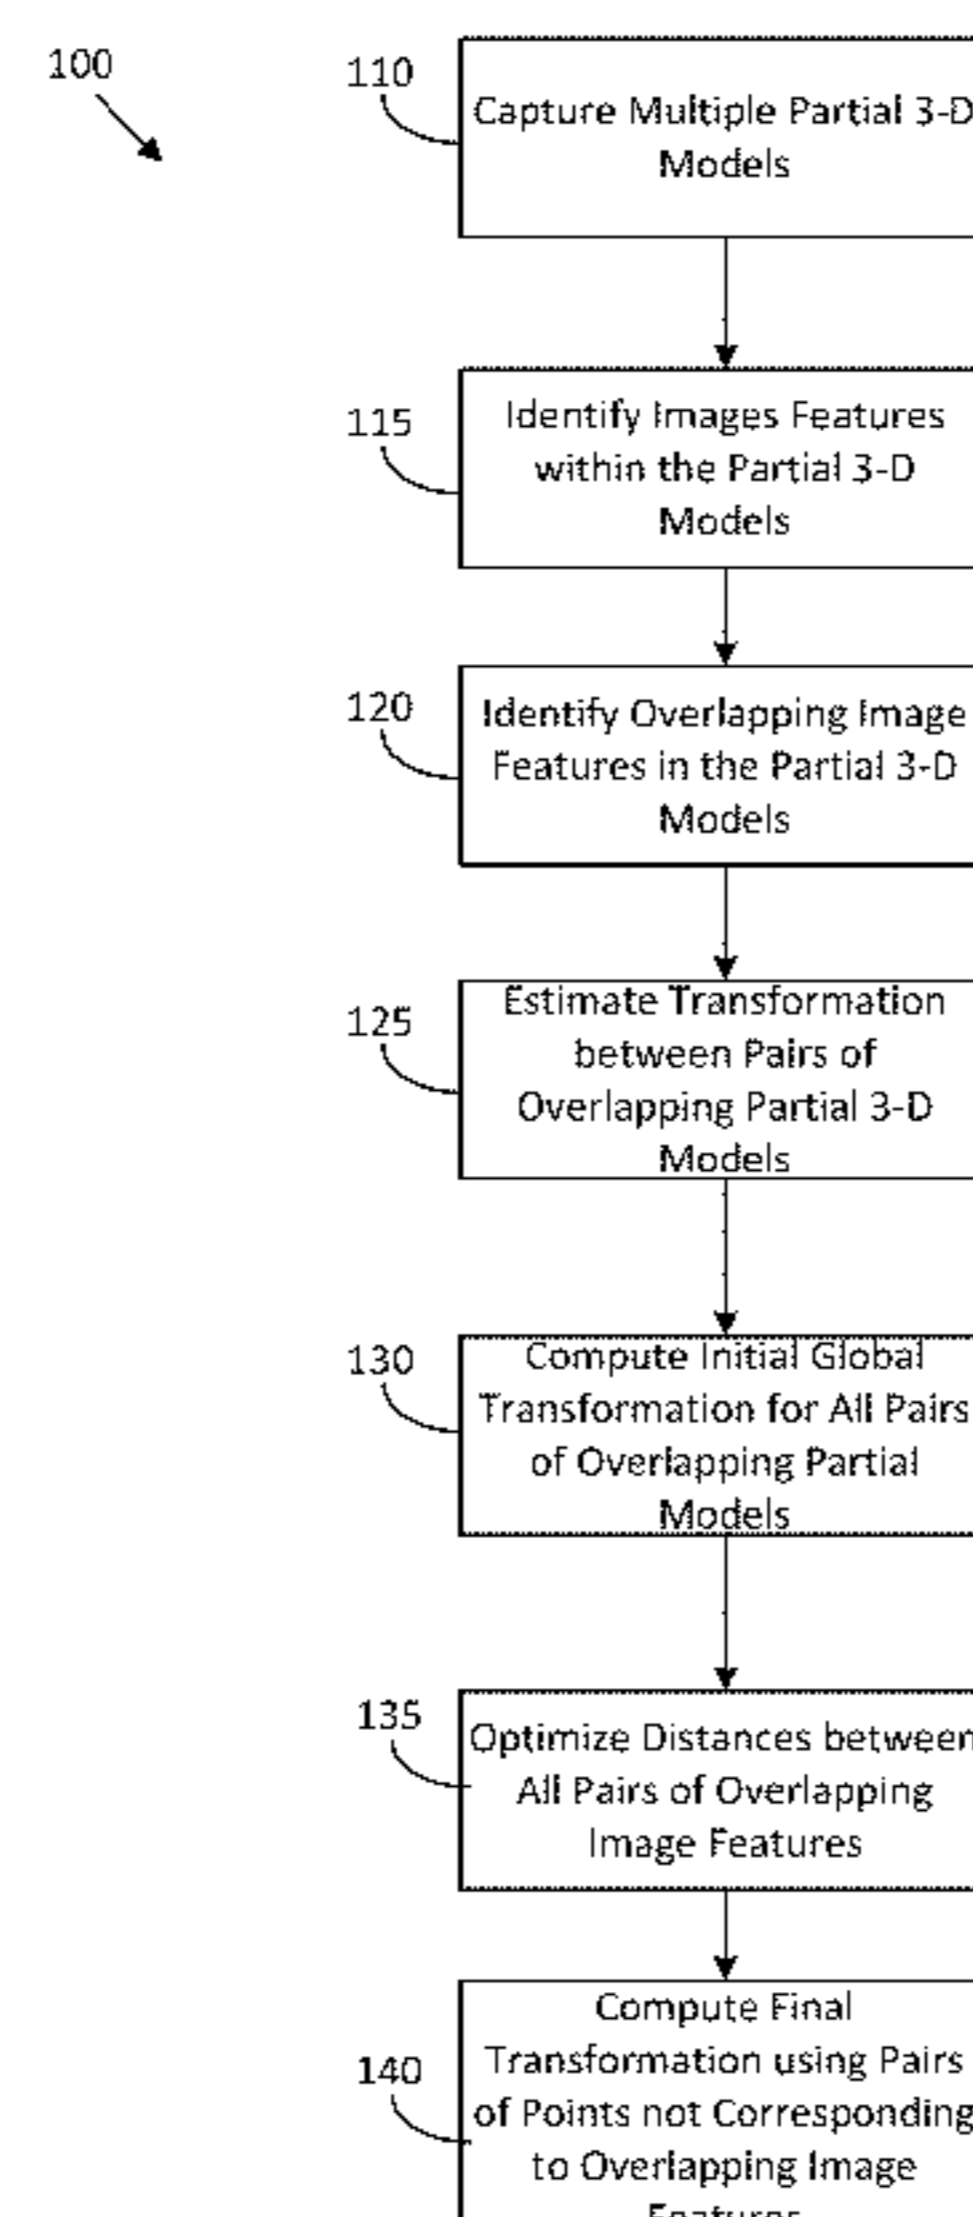 100
110
Capture Multiple Partial 3-D
Models
115
Identify Images Features
within the Partial 3-D
Models
120
Identify Overlapping Image
Features in the Partial 3-D
Models
125
Estimate Transformation
between Pairs of
Overlapping Partial 3-D
Models
130
Compute Initial Global
Transformation for All Pairs
of Overlapping Partial
Models
135
Optimize Distances between
All Pairs of Overlapping
Image Features
140
Compute Final
Transformation using Pairs
of Points not Corresponding
to Overlapping Image
Features